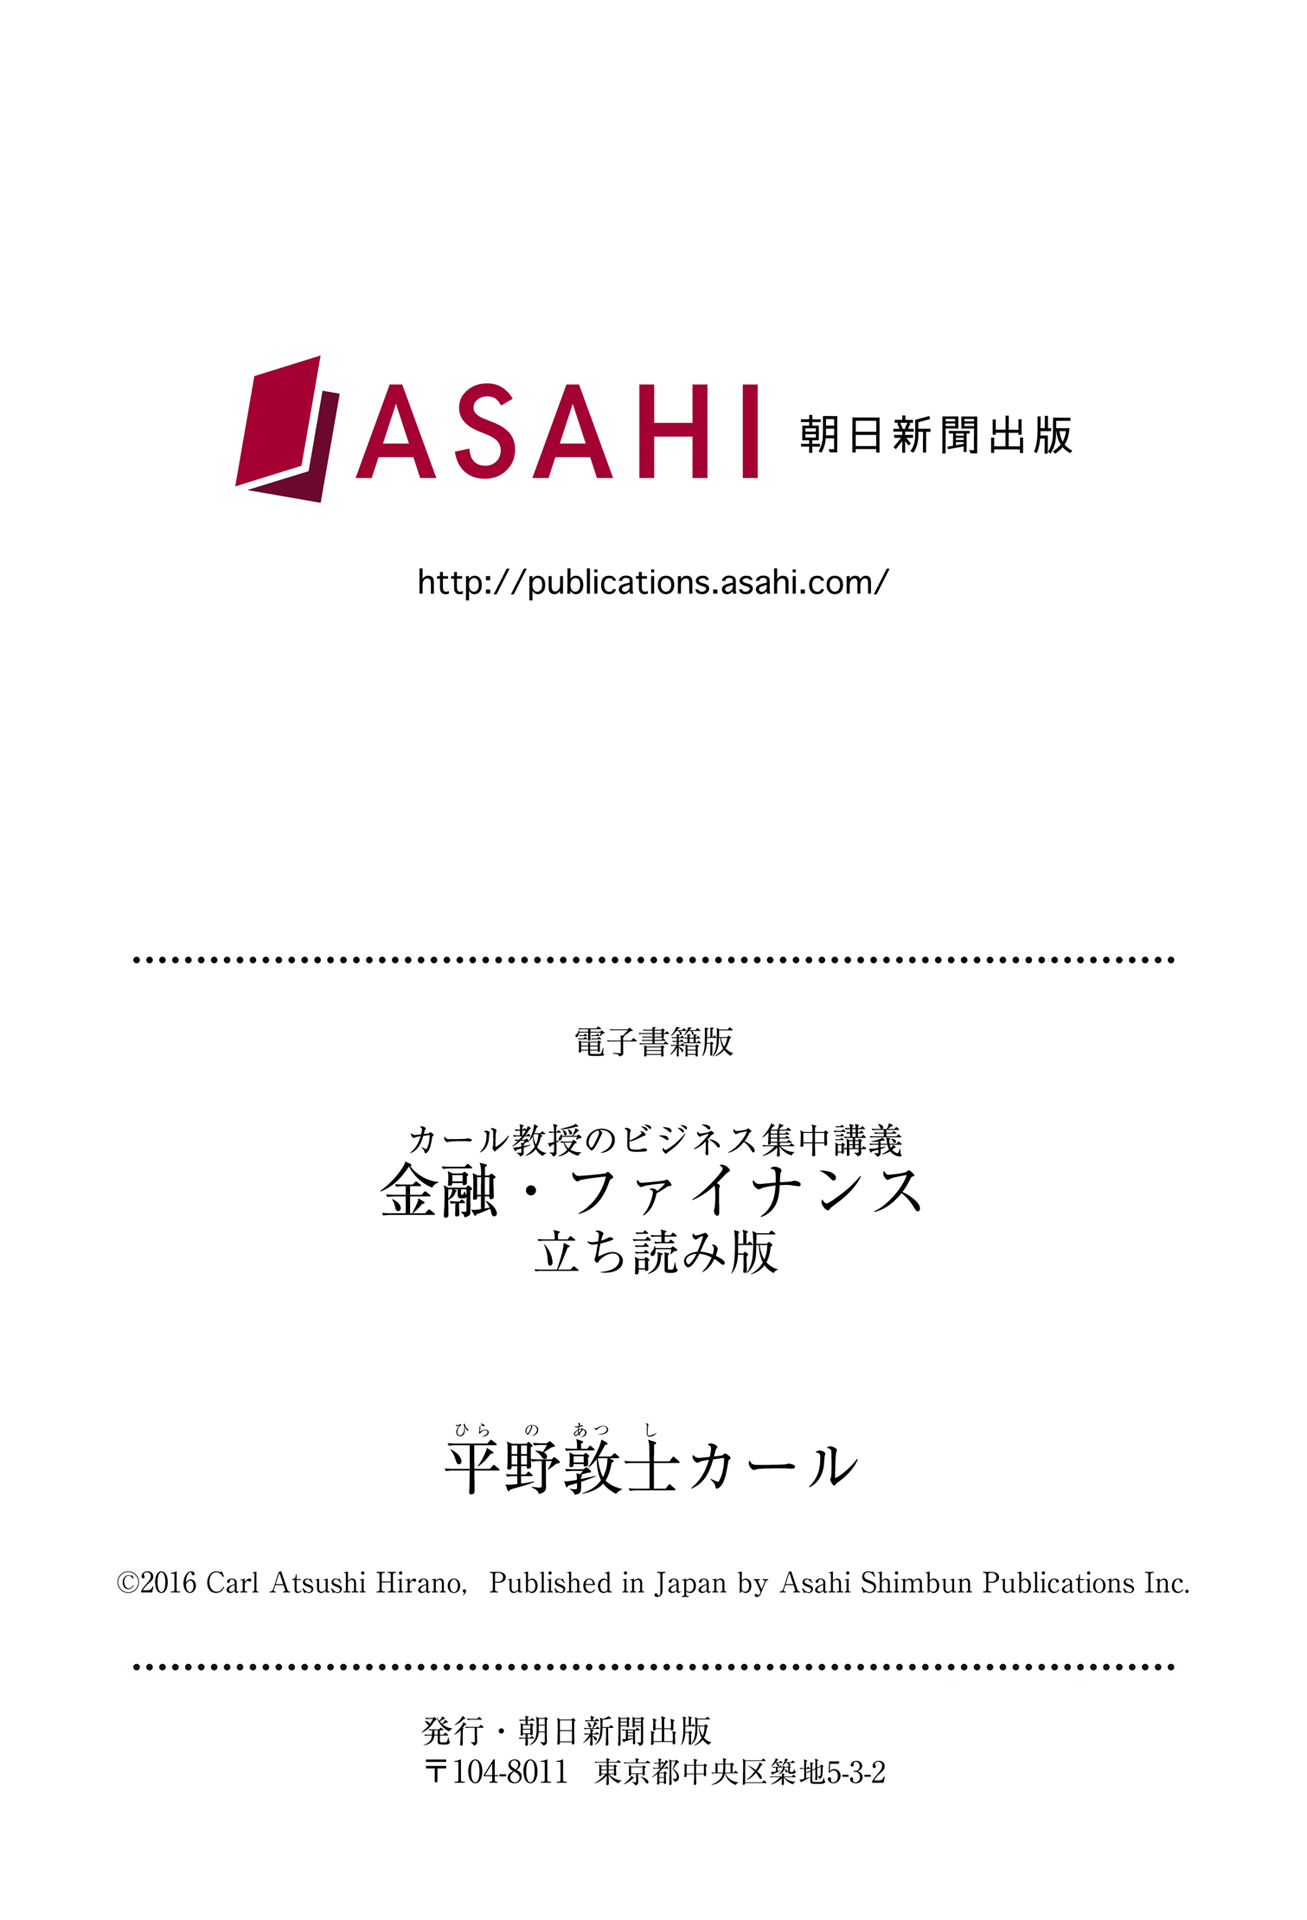 ASAHI 朝日新聞出版
http://publications.asahi.com/
電子書籍版
カール教授のビジネス集中講義
金融・ファイナンス
立ち読み版
ひらのあつし
平野敦士カール
©2016 Carl Atsushi Hirano, Published in Japan by Asahi Shimbun Publications Inc.
発行・朝日新聞出版
〒104-8011 東京都中央区築地5-3-2